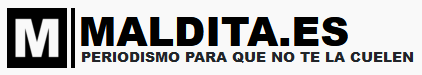 M MALDITA.ES
PERIODISMO PARA QUE NO TE LA CUELEN